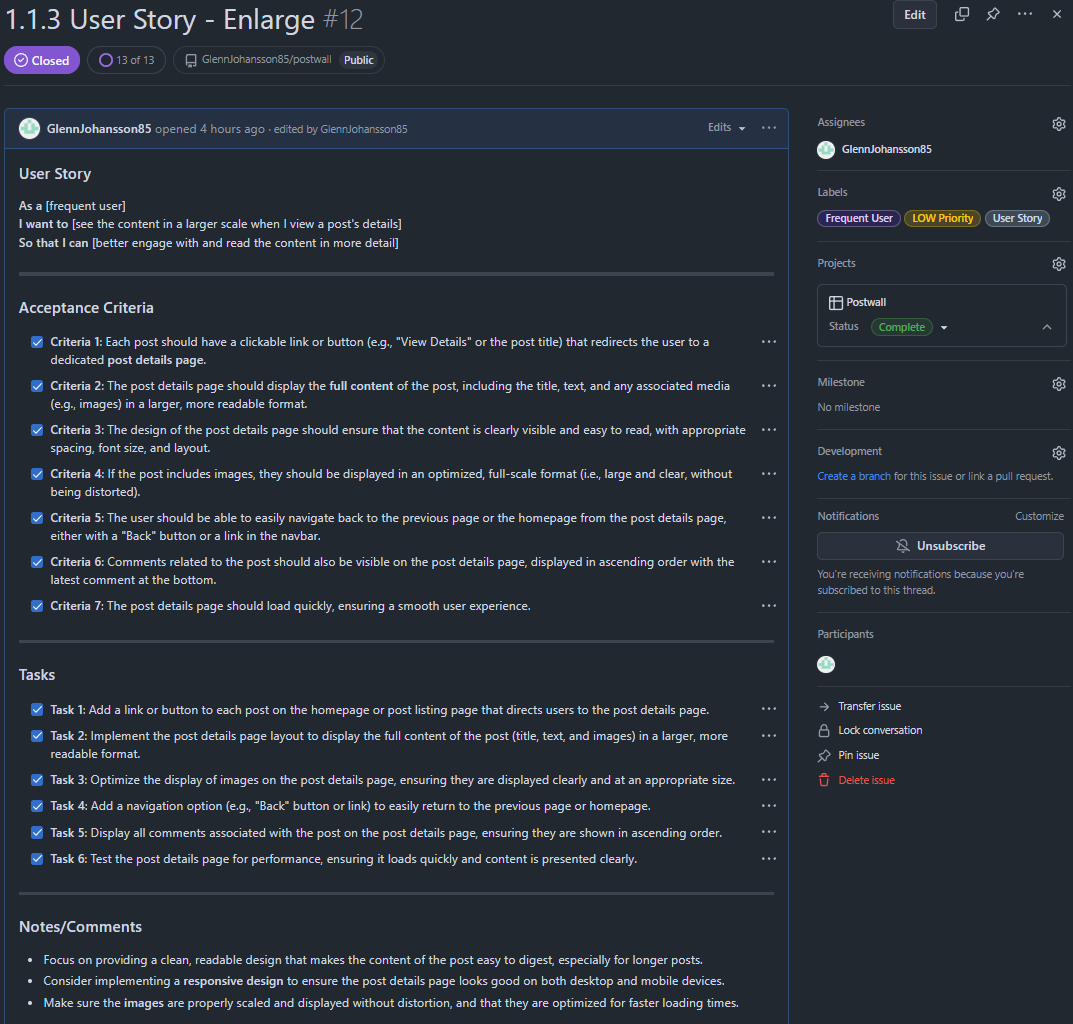 1.1.3 User Story - Enlarge #12
Edit
Closed
13 of 13
GlennJohansson85/postwall
Public
GlennJohansson85 opened 4 hours ago · edited by GlennJohansson85
Edits
User Story
As a [frequent user]
I want to [see the content in a larger scale when I view a post's details]
So that I can [better engage with and read the content in more detail]
Acceptance Criteria
Criteria 1: Each post should have a clickable link or button (e.g., "View Details" or the post title) that redirects the user to a
dedicated post details page.
Criteria 2: The post details page should display the full content of the post, including the title, text, and any associated media
(e.g., images) in a larger, more readable format.
Criteria 3: The design of the post details page should ensure that the content is clearly visible and easy to read, with appropriate
spacing, font size, and layout.
Criteria 4: If the post includes images, they should be displayed in an optimized, full-scale format (i.e., large and clear, without
being distorted).
Criteria 5: The user should be able to easily navigate back to the previous page or the homepage from the post details page,
either with a "Back" button or a link in the navbar.
Criteria 6: Comments related to the post should also be visible on the post details page, displayed in ascending order with the
latest comment at the bottom.
Criteria 7: The post details page should load quickly, ensuring a smooth user experience.
Tasks
Task 1: Add a link or button to each post on the homepage or post listing page that directs users to the post details page.
Task 2: Implement the post details page layout to display the full content of the post (title, text, and images) in a larger, more
readable format.
Task 3: Optimize the display of images on the post details page, ensuring they are displayed clearly and at an appropriate size.
Task 4: Add a navigation option (e.g., "Back" button or link) to easily return to the previous page or homepage.
Task 5: Display all comments associated with the post on the post details page, ensuring they are shown in ascending order.
Task 6: Test the post details page for performance, ensuring it loads quickly and content is presented clearly.
Notes/Comments
• Focus on providing a clean, readable design that makes the content of the post easy to digest, especially for longer posts.
• Consider implementing a responsive design to ensure the post details page looks good on both desktop and mobile devices.
• Make sure the images are properly scaled and displayed without distortion, and that they are optimized for faster loading times.
Assignees
GlennJohansson85
Labels
Frequent User
LOW Priority
User Story
Projects
Postwall
Status
Complete
Milestone
No milestone
Development
Create a branch for this issue or link a pull request.
Notifications
Customize
Unsubscribe
You're receiving notifications because you're
subscribed to this thread.
Participants
Transfer issue
Lock conversation
Pin issue
Delete issue